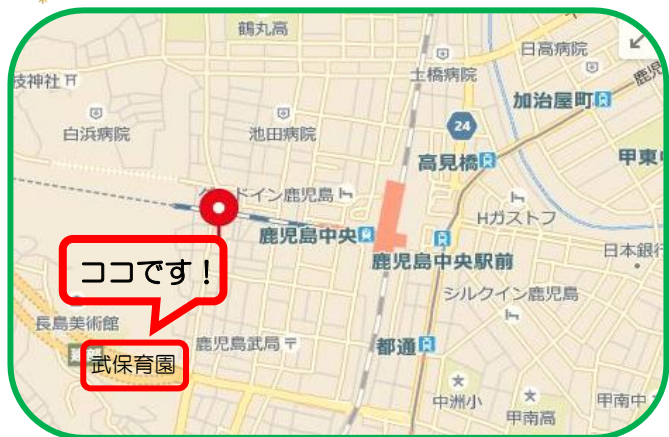 鶴丸高
日高病院
土橋病院
技神社
加治屋町
白浜病院
池田病院
24
高見橋
甲東
グッドイン鹿児島
Hガストフ
鹿児島中央
鹿児島中央駅前
日本銀行
ココです！
シルクイン鹿児島
長島美術館
鹿児島武局
都通
武保育園
中洲小
甲南高
甲南中